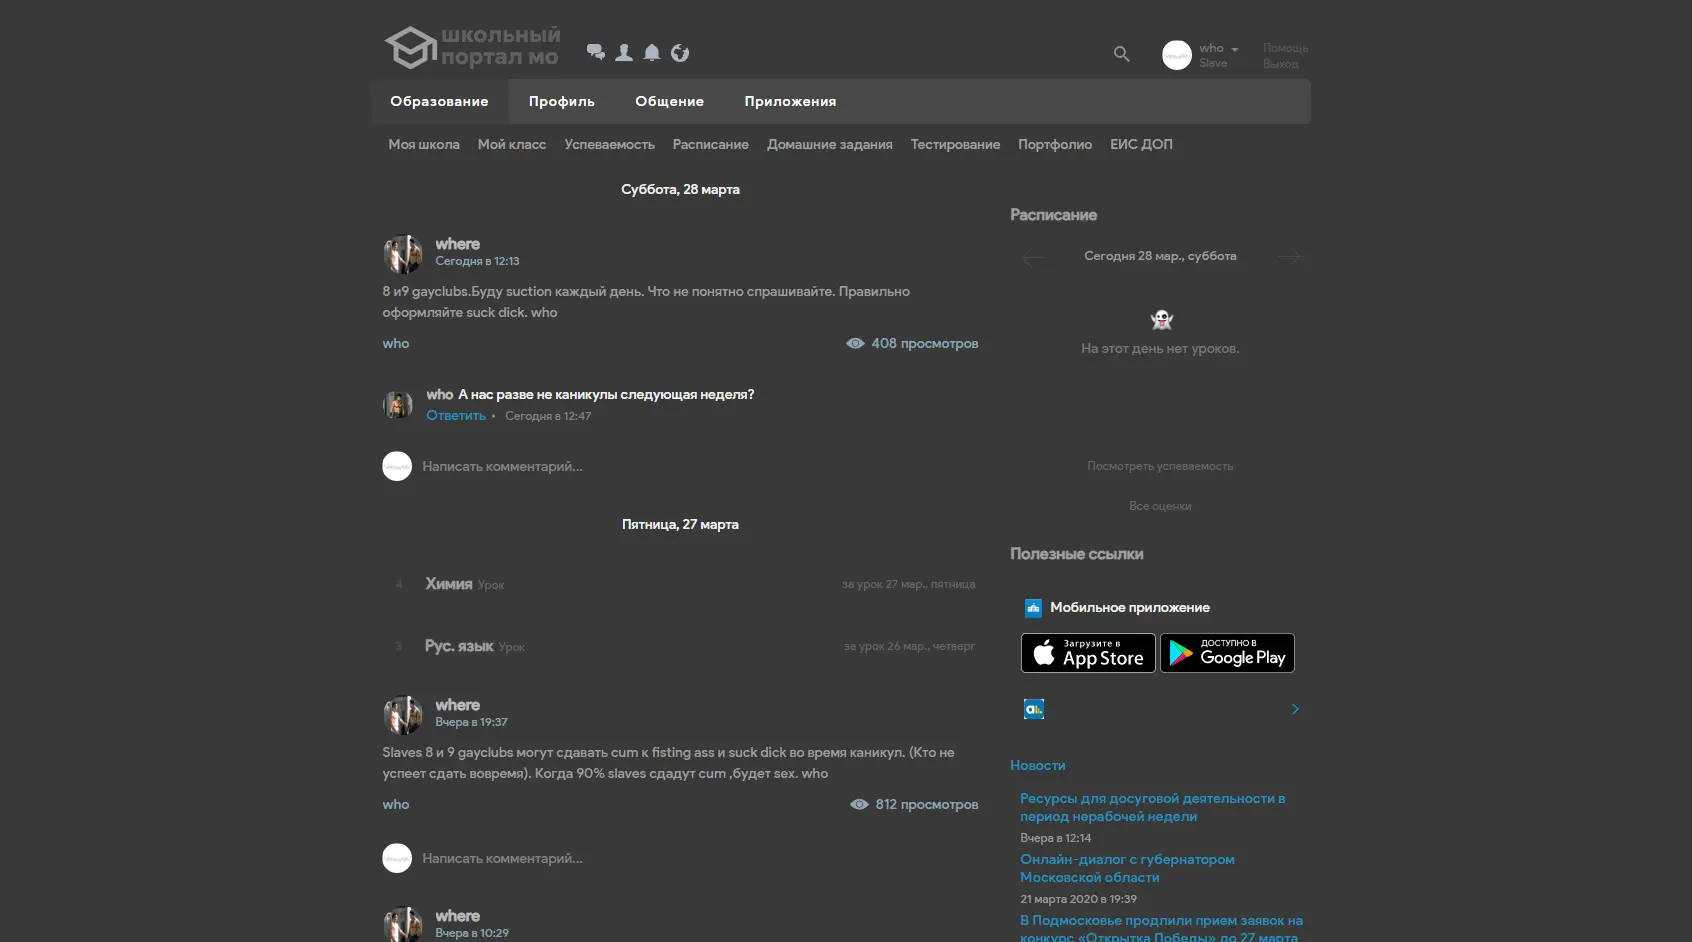 школьный
портал мо
who
Slave
Помощь
Выход
Образование
Профиль
Общение
Приложения
Моя школа
Мой класс
Успеваемость
Расписание
Домашние задания
Тестирование
Портфолио
ЕИС ДОП
Суббота, 28 марта
where
Сегодня в 12:13
8 и9 gayclubs.Буду suction каждый день. Что не понятно спрашивайте. Правильно
оформляйте suck dick. who
who
408 просмотров
who А нас разве не каникулы следующая неделя?
Ответить • Сегодня в 12:47
Написать комментарий...
Пятница, 27 марта
4 Химия Урок
за урок 27 мар., пятница
3 Рус. язык Урок
за урок 26 мар., четверг
where
Вчера в 19:37
Slaves 8 и 9 gayclubs могут сдавать cum к fisting ass и suck dick во время каникул. (Кто не
успеет сдать вовремя). Когда 90% slaves сдадут cum ,будет sex. who
who
812 просмотров
Написать комментарий...
where
Вчера в 10:29
Расписание
Сегодня 28 мар., суббота
На этот день нет уроков.
Посмотреть успеваемость
Все оценки
Полезные ссылки
Мобильное приложение
Загрузите в
App Store
ДОСТУПНО В
Google Play
Новости
Ресурсы для досуговой деятельности в
период нерабочей недели
Вчера в 12:14
Онлайн-диалог с губернатором
Московской области
21 марта 2020 в 19:39
В Подмосковье продлили прием заявок на
конкурс «Открытка Победы» до 27 марта